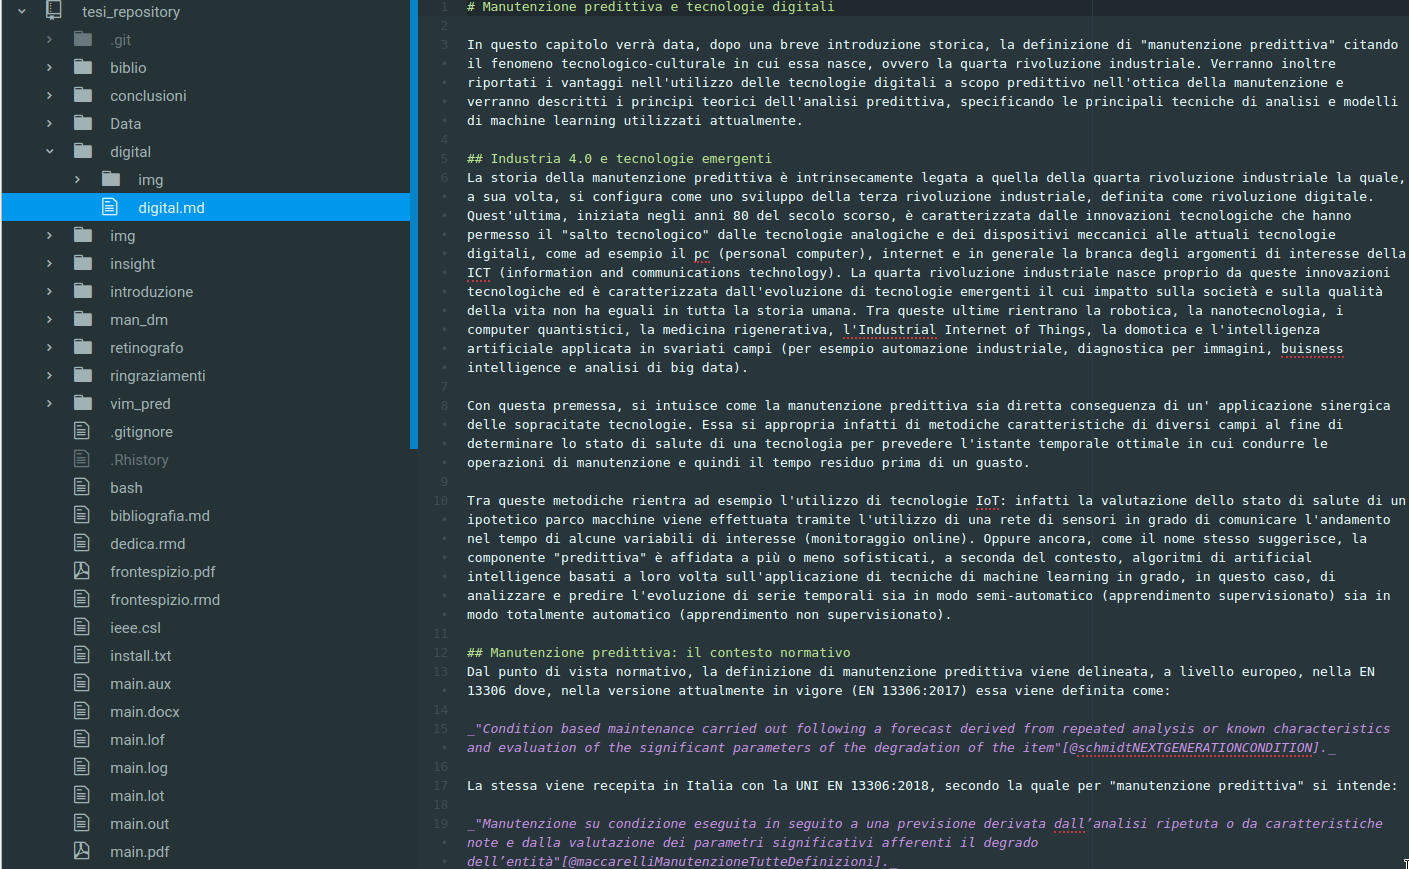 tesi_repository
.git
biblio
conclusioni
Data
digital
img
digital.md
img
insight
introduzione
man_dm
retinografo
ringraziamenti
vim_pred
.gitignore
.Rhistory
bash
bibliografia.md
dedica.rmd
frontespizio.pdf
frontespizio.rmd
ieee.csl
install.txt
main.aux
main.docx
main.lof
main.log
main.lot
main.out
main.pdf
1 # Manutenzione predittiva e tecnologie digitali
2
3 In questo capitolo verrà data, dopo una breve introduzione storica, la definizione di "manutenzione predittiva" citando
• il fenomeno tecnologico-culturale in cui essa nasce, ovvero la quarta rivoluzione industriale. Verranno inoltre
• riportati i vantaggi nell'utilizzo delle tecnologie digitali a scopo predittivo nell'ottica della manutenzione e
• verranno descritti i principi teorici dell'analisi predittiva, specificando le principali tecniche di analisi e modelli
• di machine learning utilizzati attualmente.
4
5 ## Industria 4.0 e tecnologie emergenti
6 La storia della manutenzione predittiva è intrinsecamente legata a quella della quarta rivoluzione industriale la quale,
• a sua volta, si configura come uno sviluppo della terza rivoluzione industriale, definita come rivoluzione digitale.
• Quest'ultima, iniziata negli anni 80 del secolo scorso, è caratterizzata dalle innovazioni tecnologiche che hanno
• permesso il "salto tecnologico" dalle tecnologie analogiche e dei dispositivi meccanici alle attuali tecnologie
• digitali, come ad esempio il pc (personal computer), internet e in generale la branca degli argomenti di interesse della
• ICT (information and communications technology). La quarta rivoluzione industriale nasce proprio da queste innovazioni
• tecnologiche ed è caratterizzata dall'evoluzione di tecnologie emergenti il cui impatto sulla società e sulla qualità
• della vita non ha eguali in tutta la storia umana. Tra queste ultime rientrano la robotica, la nanotecnologia, i
• computer quantistici, la medicina rigenerativa, l'Industrial Internet of Things, la domotica e l'intelligenza
• artificiale applicata in svariati campi (per esempio automazione industriale, diagnostica per immagini, buisness
• intelligence e analisi di big data).
7
8 Con questa premessa, si intuisce come la manutenzione predittiva sia diretta conseguenza di un' applicazione sinergica
• delle sopracitate tecnologie. Essa si appropria infatti di metodiche caratteristiche di diversi campi al fine di
• determinare lo stato di salute di una tecnologia per prevedere l'istante temporale ottimale in cui condurre le
• operazioni di manutenzione e quindi il tempo residuo prima di un guasto.
9
10 Tra queste metodiche rientra ad esempio l'utilizzo di tecnologie IoT: infatti la valutazione dello stato di salute di un
• ipotetico parco macchine viene effettuata tramite l'utilizzo di una rete di sensori in grado di comunicare l'andamento
• nel tempo di alcune variabili di interesse (monitoraggio online). Oppure ancora, come il nome stesso suggerisce, la
• componente "predittiva" è affidata a più o meno sofisticati, a seconda del contesto, algoritmi di artificial
• intelligence basati a loro volta sull'applicazione di tecniche di machine learning in grado, in questo caso, di
• analizzare e predire l'evoluzione di serie temporali sia in modo semi-automatico (apprendimento supervisionato) sia in
• modo totalmente automatico (apprendimento non supervisionato).
11
12 ## Manutenzione predittiva: il contesto normativo
13 Dal punto di vista normativo, la definizione di manutenzione predittiva viene delineata, a livello europeo, nella EN
• 13306 dove, nella versione attualmente in vigore (EN 13306:2017) essa viene definita come:
14
15 _"Condition based maintenance carried out following a forecast derived from repeated analysis or known characteristics
• and evaluation of the significant parameters of the degradation of the item"[@schmidtNEXTGENERATIONCONDITION]._
16
17 La stessa viene recepita in Italia con la UNI EN 13306:2018, secondo la quale per "manutenzione predittiva" si intende:
18
19 _"Manutenzione su condizione eseguita in seguito a una previsione derivata dall’analisi ripetuta o da caratteristiche
• note e dalla valutazione dei parametri significativi afferenti il degrado
• dell’entità"[@maccarelliManutenzioneTutteDefinizioni]._